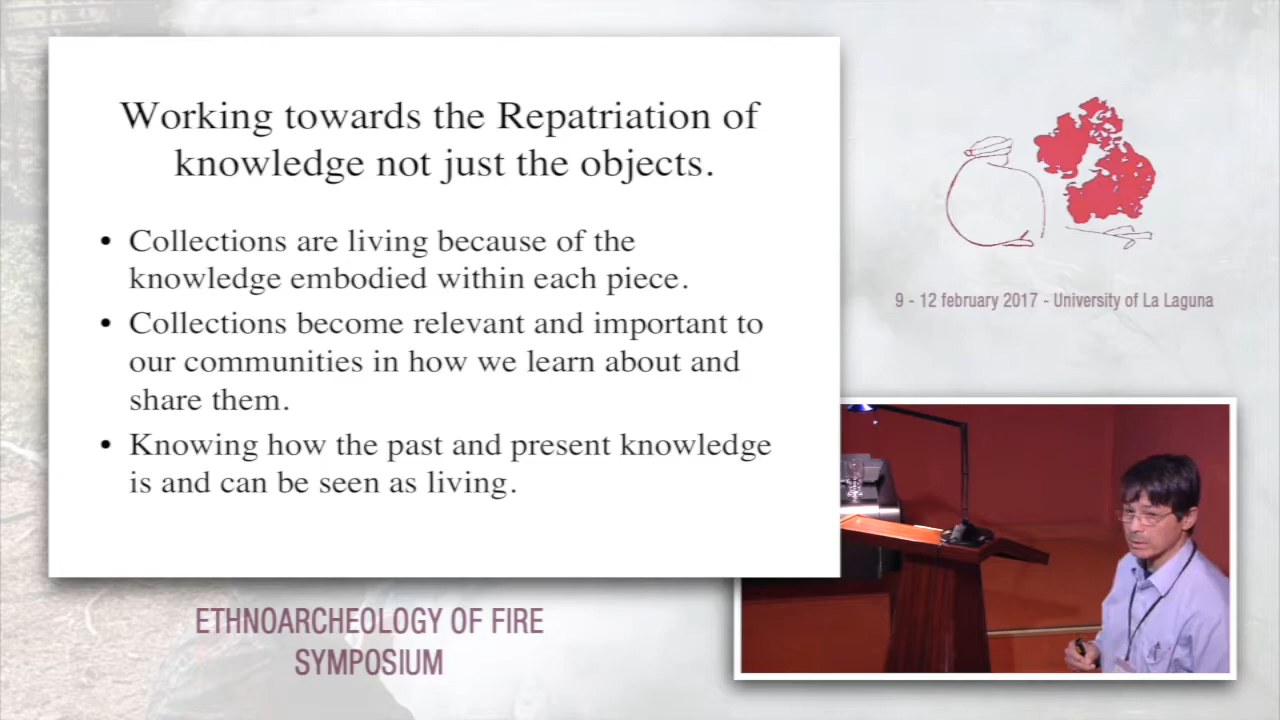 Working towards the Repatriation of
knowledge not just the objects.
• Collections are living because of the
knowledge embodied within each piece.
• Collections become relevant and important to
our communities in how we learn about and
share them.
• Knowing how the past and present knowledge
is and can be seen as living.
9 - 12 february 2017 - University of La Laguna
ETHNOARCHEOLOGY OF FIRE
SYMPOSIUM